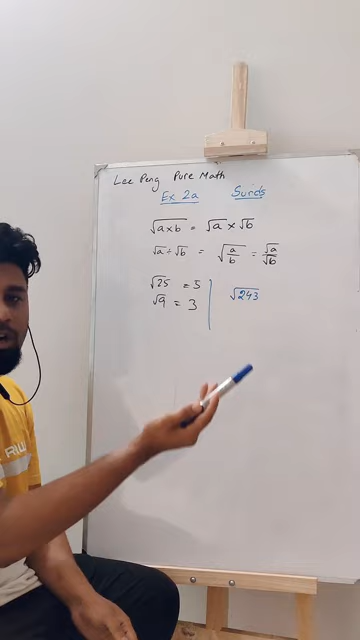 Lee Peng Pure Math
Ex 2a Surds
√a×b = √a × √b
√a ÷ √b = √a/b = √a/√b
√25 = 5
√9 = 3
√243